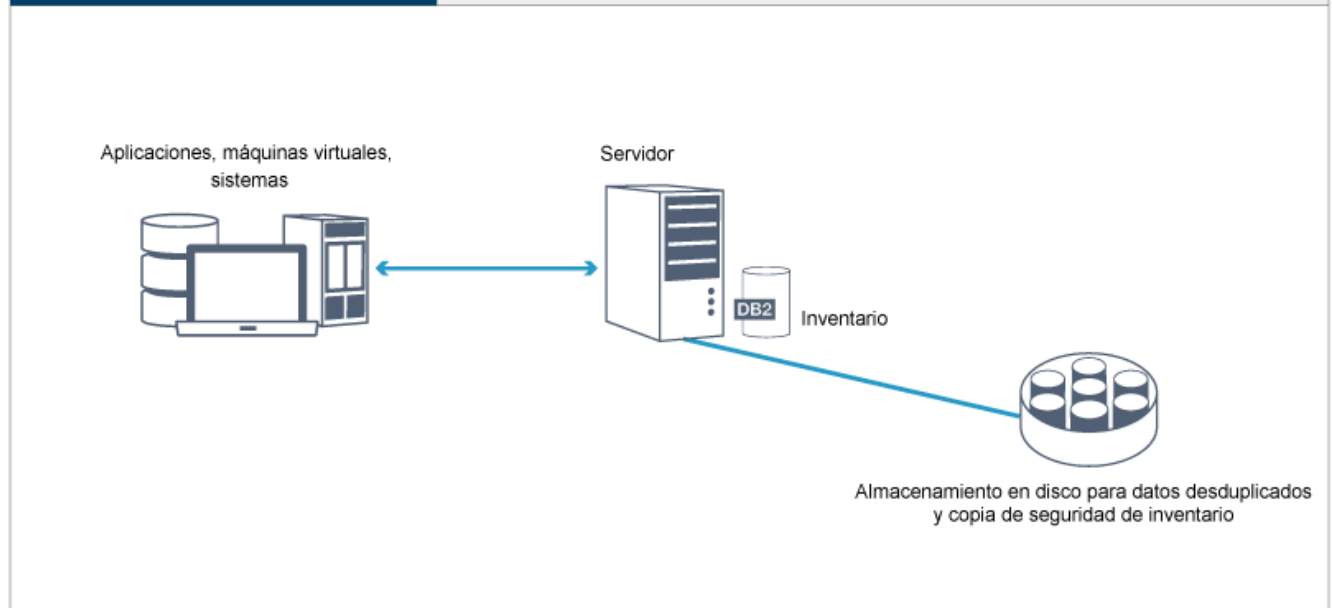 Aplicaciones, máquinas virtuales,
sistemas
Servidor
DB2
Inventario
Almacenamiento en disco para datos desduplicados
y copia de seguridad de inventario